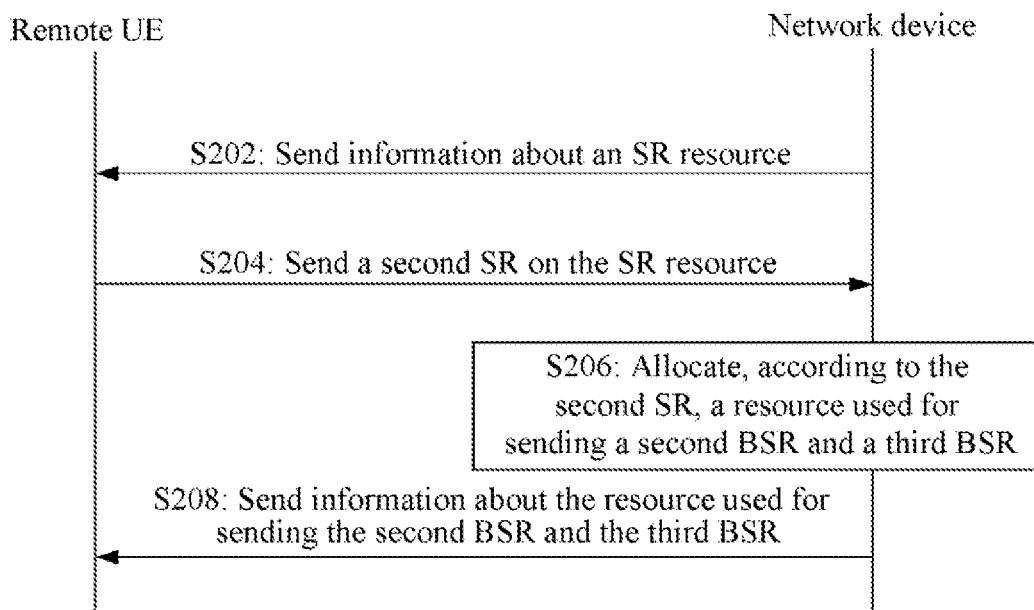 Remote UE
Network device
S202: Send information about an SR resource
S204: Send a second SR on the SR resource
S206: Allocate, according to the
second SR, a resource used for
sending a second BSR and a third BSR
S208: Send information about the resource used for
sending the second BSR and the third BSR